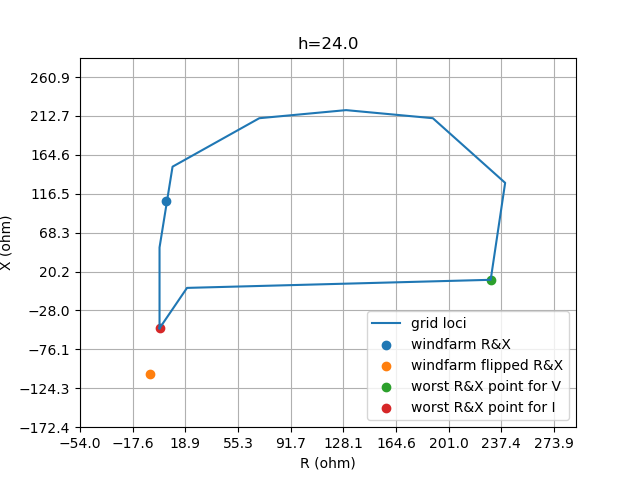 h=24.0
260.9
212.7
164.6
116.5
68.3
20.2
−28.0
−76.1
−124.3
−172.4
X (ohm)
grid loci
windfarm R&X
windfarm flipped R&X
worst R&X point for V
worst R&X point for I
−54.0 −17.6 18.9 55.3 91.7 128.1 164.6 201.0 237.4 273.9
R (ohm)